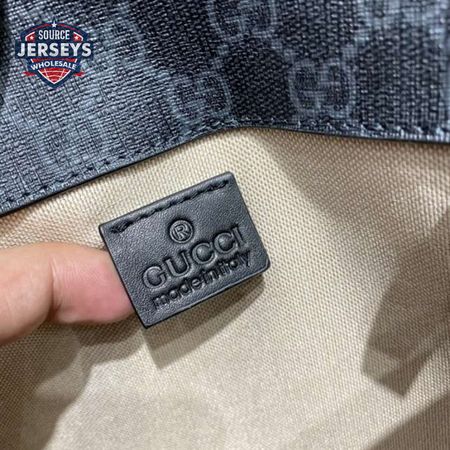 SOURCE
JERSEYS
WHOLESALE
®
GUCCI
made in italy